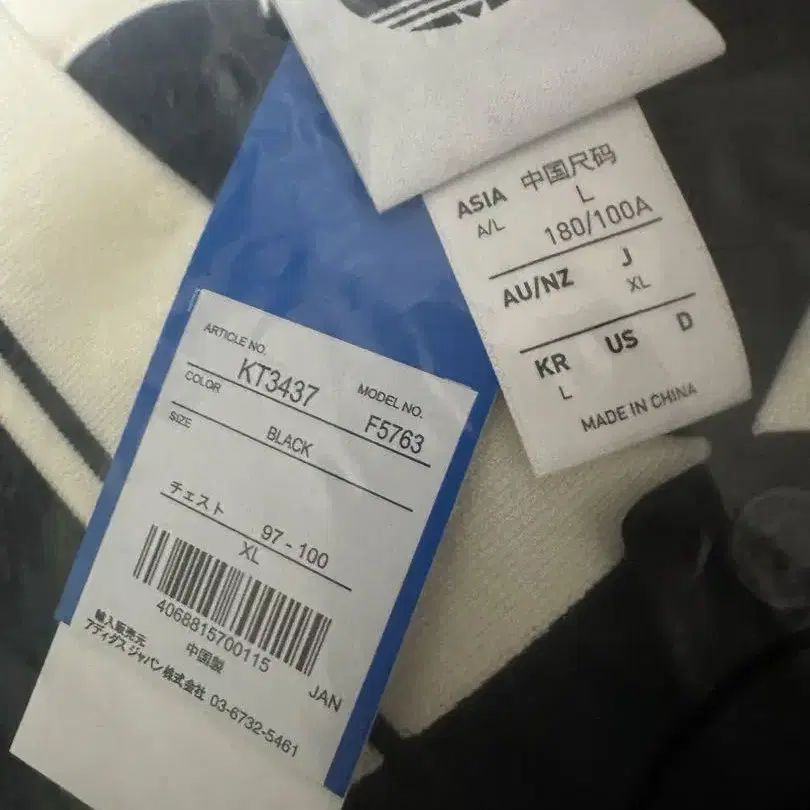 ASIA 中国尺码
A/L L
180/100A
AU/NZ J
XL
KR US D
L
MADE IN CHINA
ARTICLE NO.
KT3437
MODEL NO.
F5763
COLOR
BLACK
SIZE
チェスト 97 - 100
XL
4068815700115
JAN
中国製
輸入販売元
アディダス ジャパン株式会社 03-6732-5461